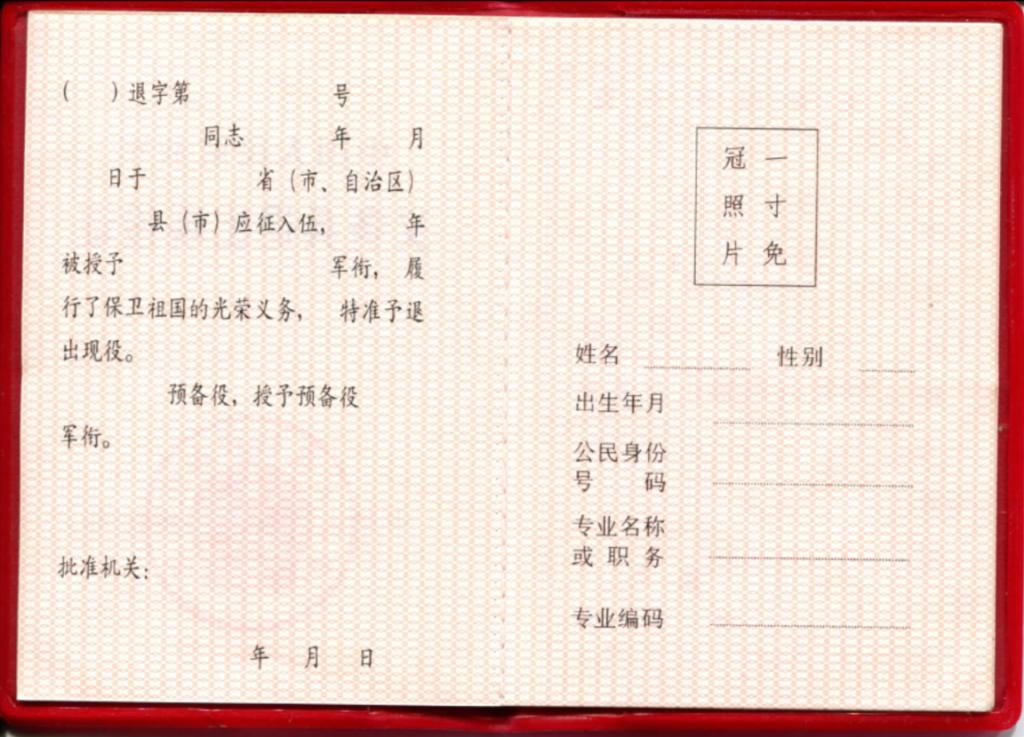 （　）退字第　　　号
同志　　年　月
日于　　　省（市、自治区）
县（市）应征入伍，　　年
被授予　　　　军衔，履
行了保卫祖国的光荣义务，　特准予退
出现役。
预备役，授予预备役
军衔。
批准机关：
年　月　日
一寸免
冠照片
姓名　　　性别
出生年月
公民身份
号　码
专业名称
或职务
专业编码